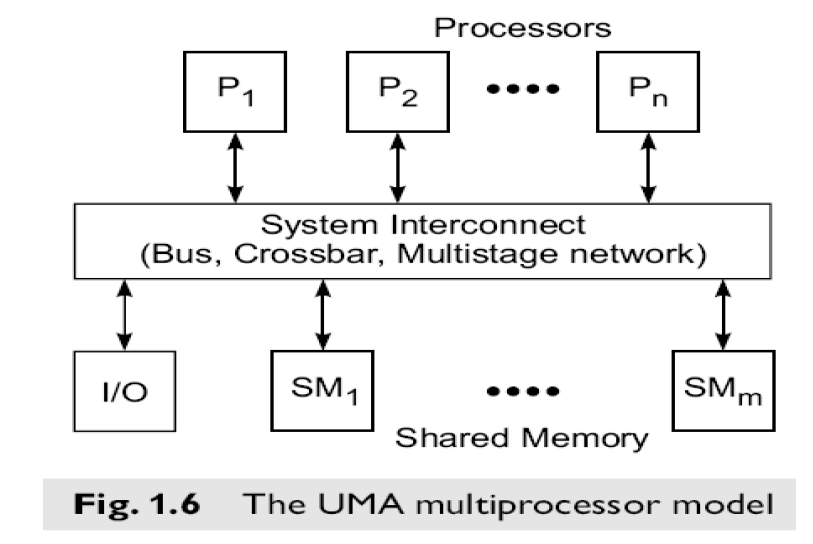 Processors
P1 P2 •••• Pn
System Interconnect
(Bus, Crossbar, Multistage network)
I/O SM1 •••• SMm
Shared Memory
Fig. 1.6 The UMA multiprocessor model